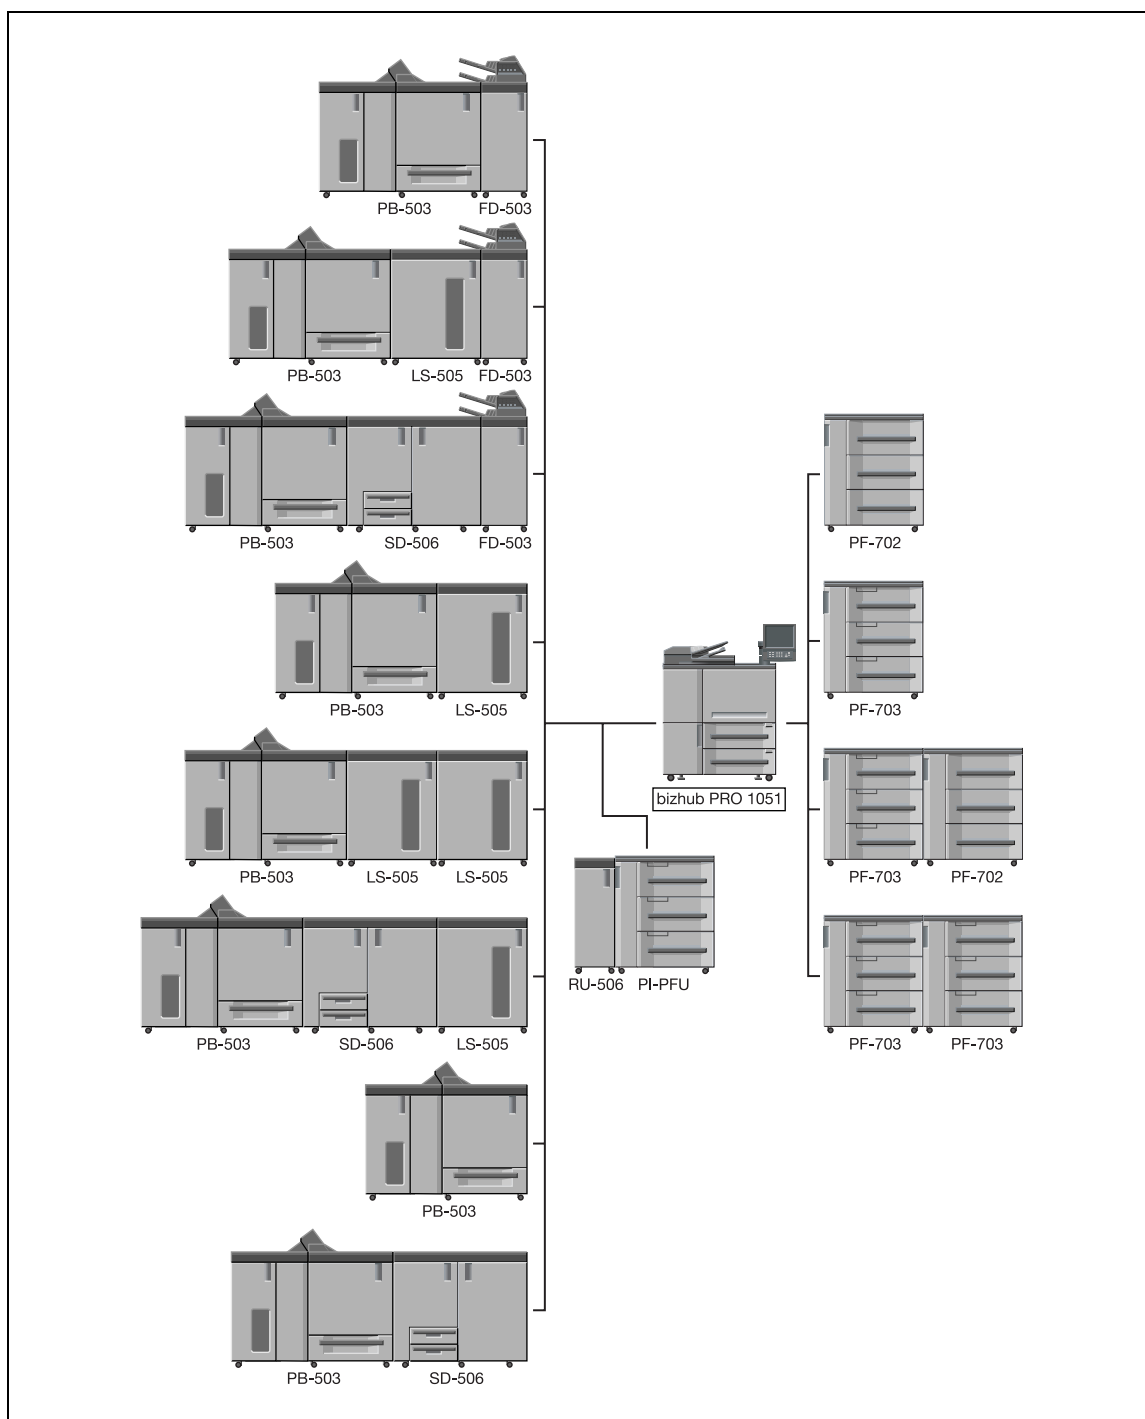 PB-503 FD-503
PB-503 LS-505 FD-503
PB-503 SD-506 FD-503
PF-702
PB-503 LS-505
PF-703
bizhub PRO 1051
PB-503 LS-505 LS-505
PF-703 PF-702
RU-506 PI-PFU
PB-503 SD-506 LS-505
PF-703 PF-703
PB-503
PB-503 SD-506